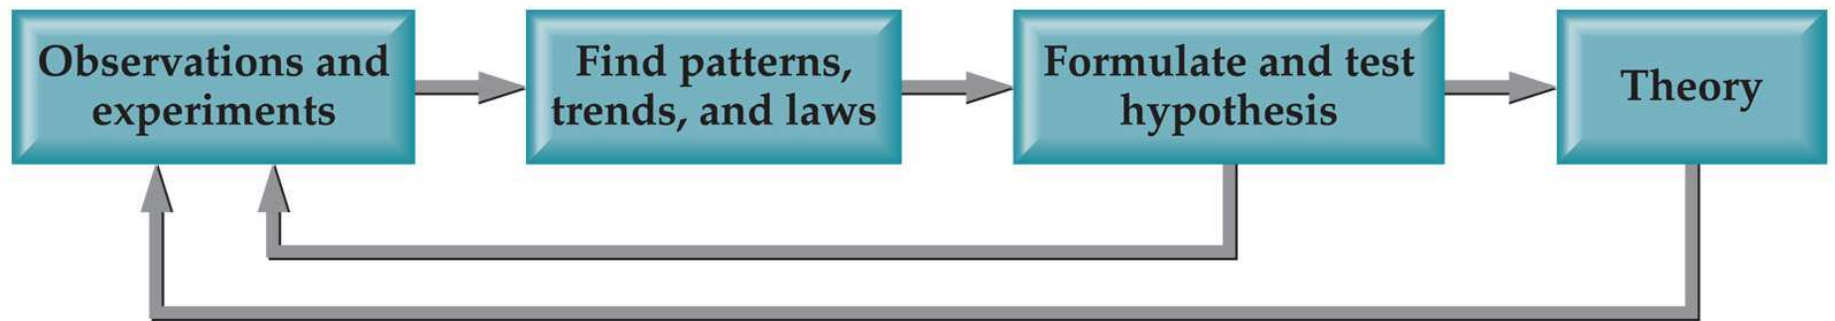 Observations and
experiments
Find patterns,
trends, and laws
Formulate and test
hypothesis
Theory